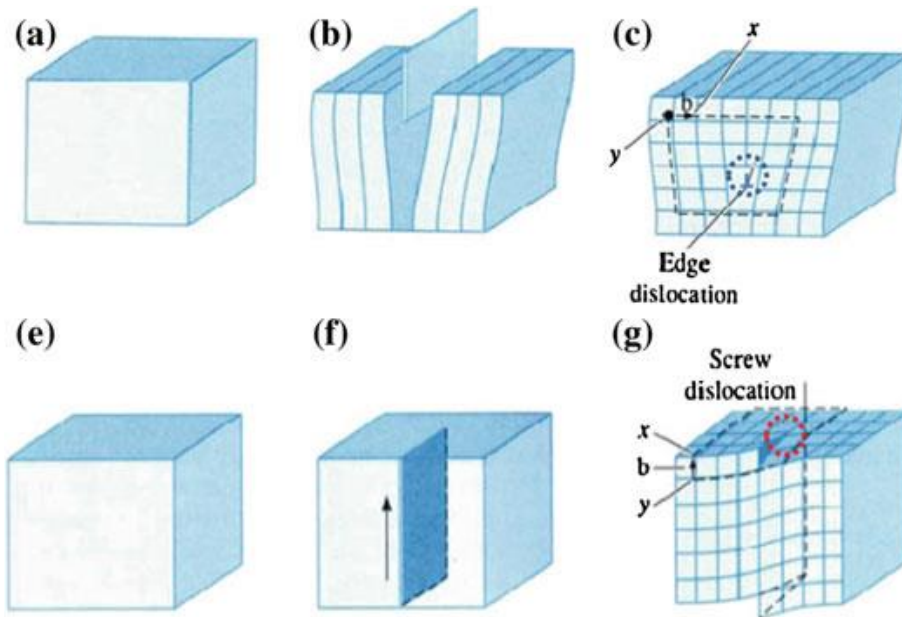 (a)
(b)
(c)
x
b
y
Edge
dislocation
(e)
(f)
(g)
Screw
dislocation
x
b
y